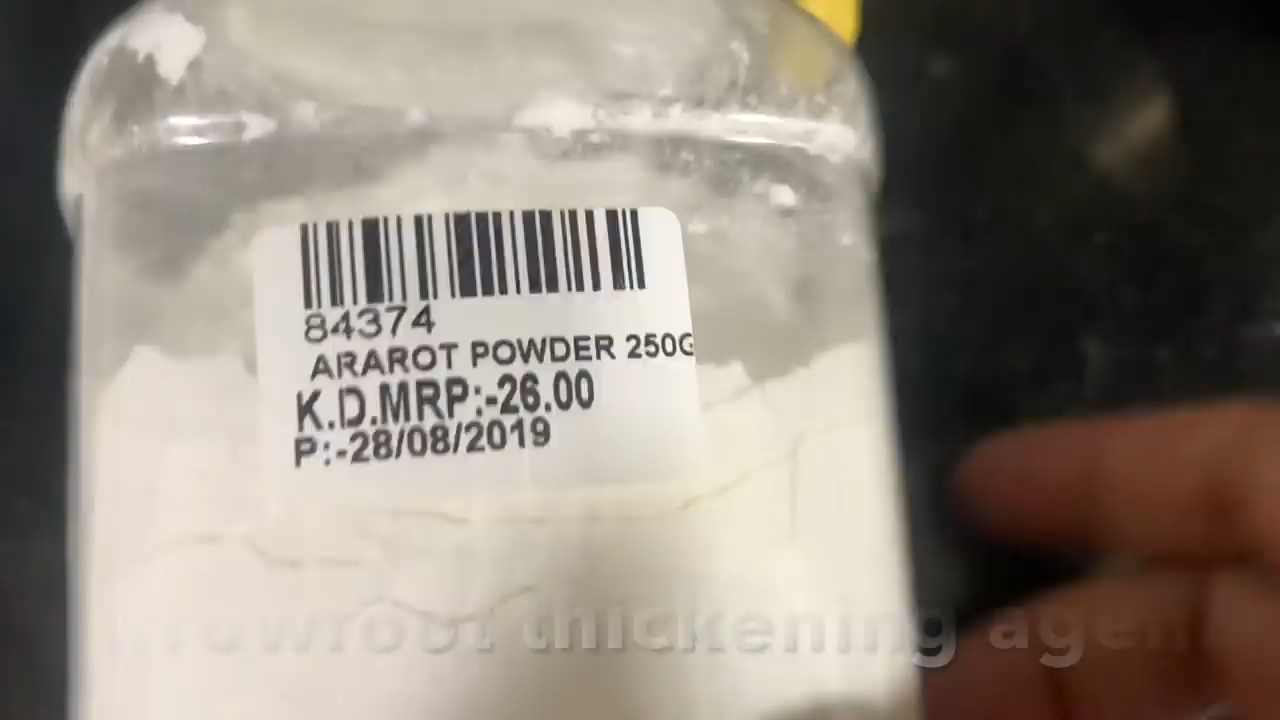 84374
ARAROT POWDER 250G
K.D.MRP:-26.00
P:-28/08/2019
thickening